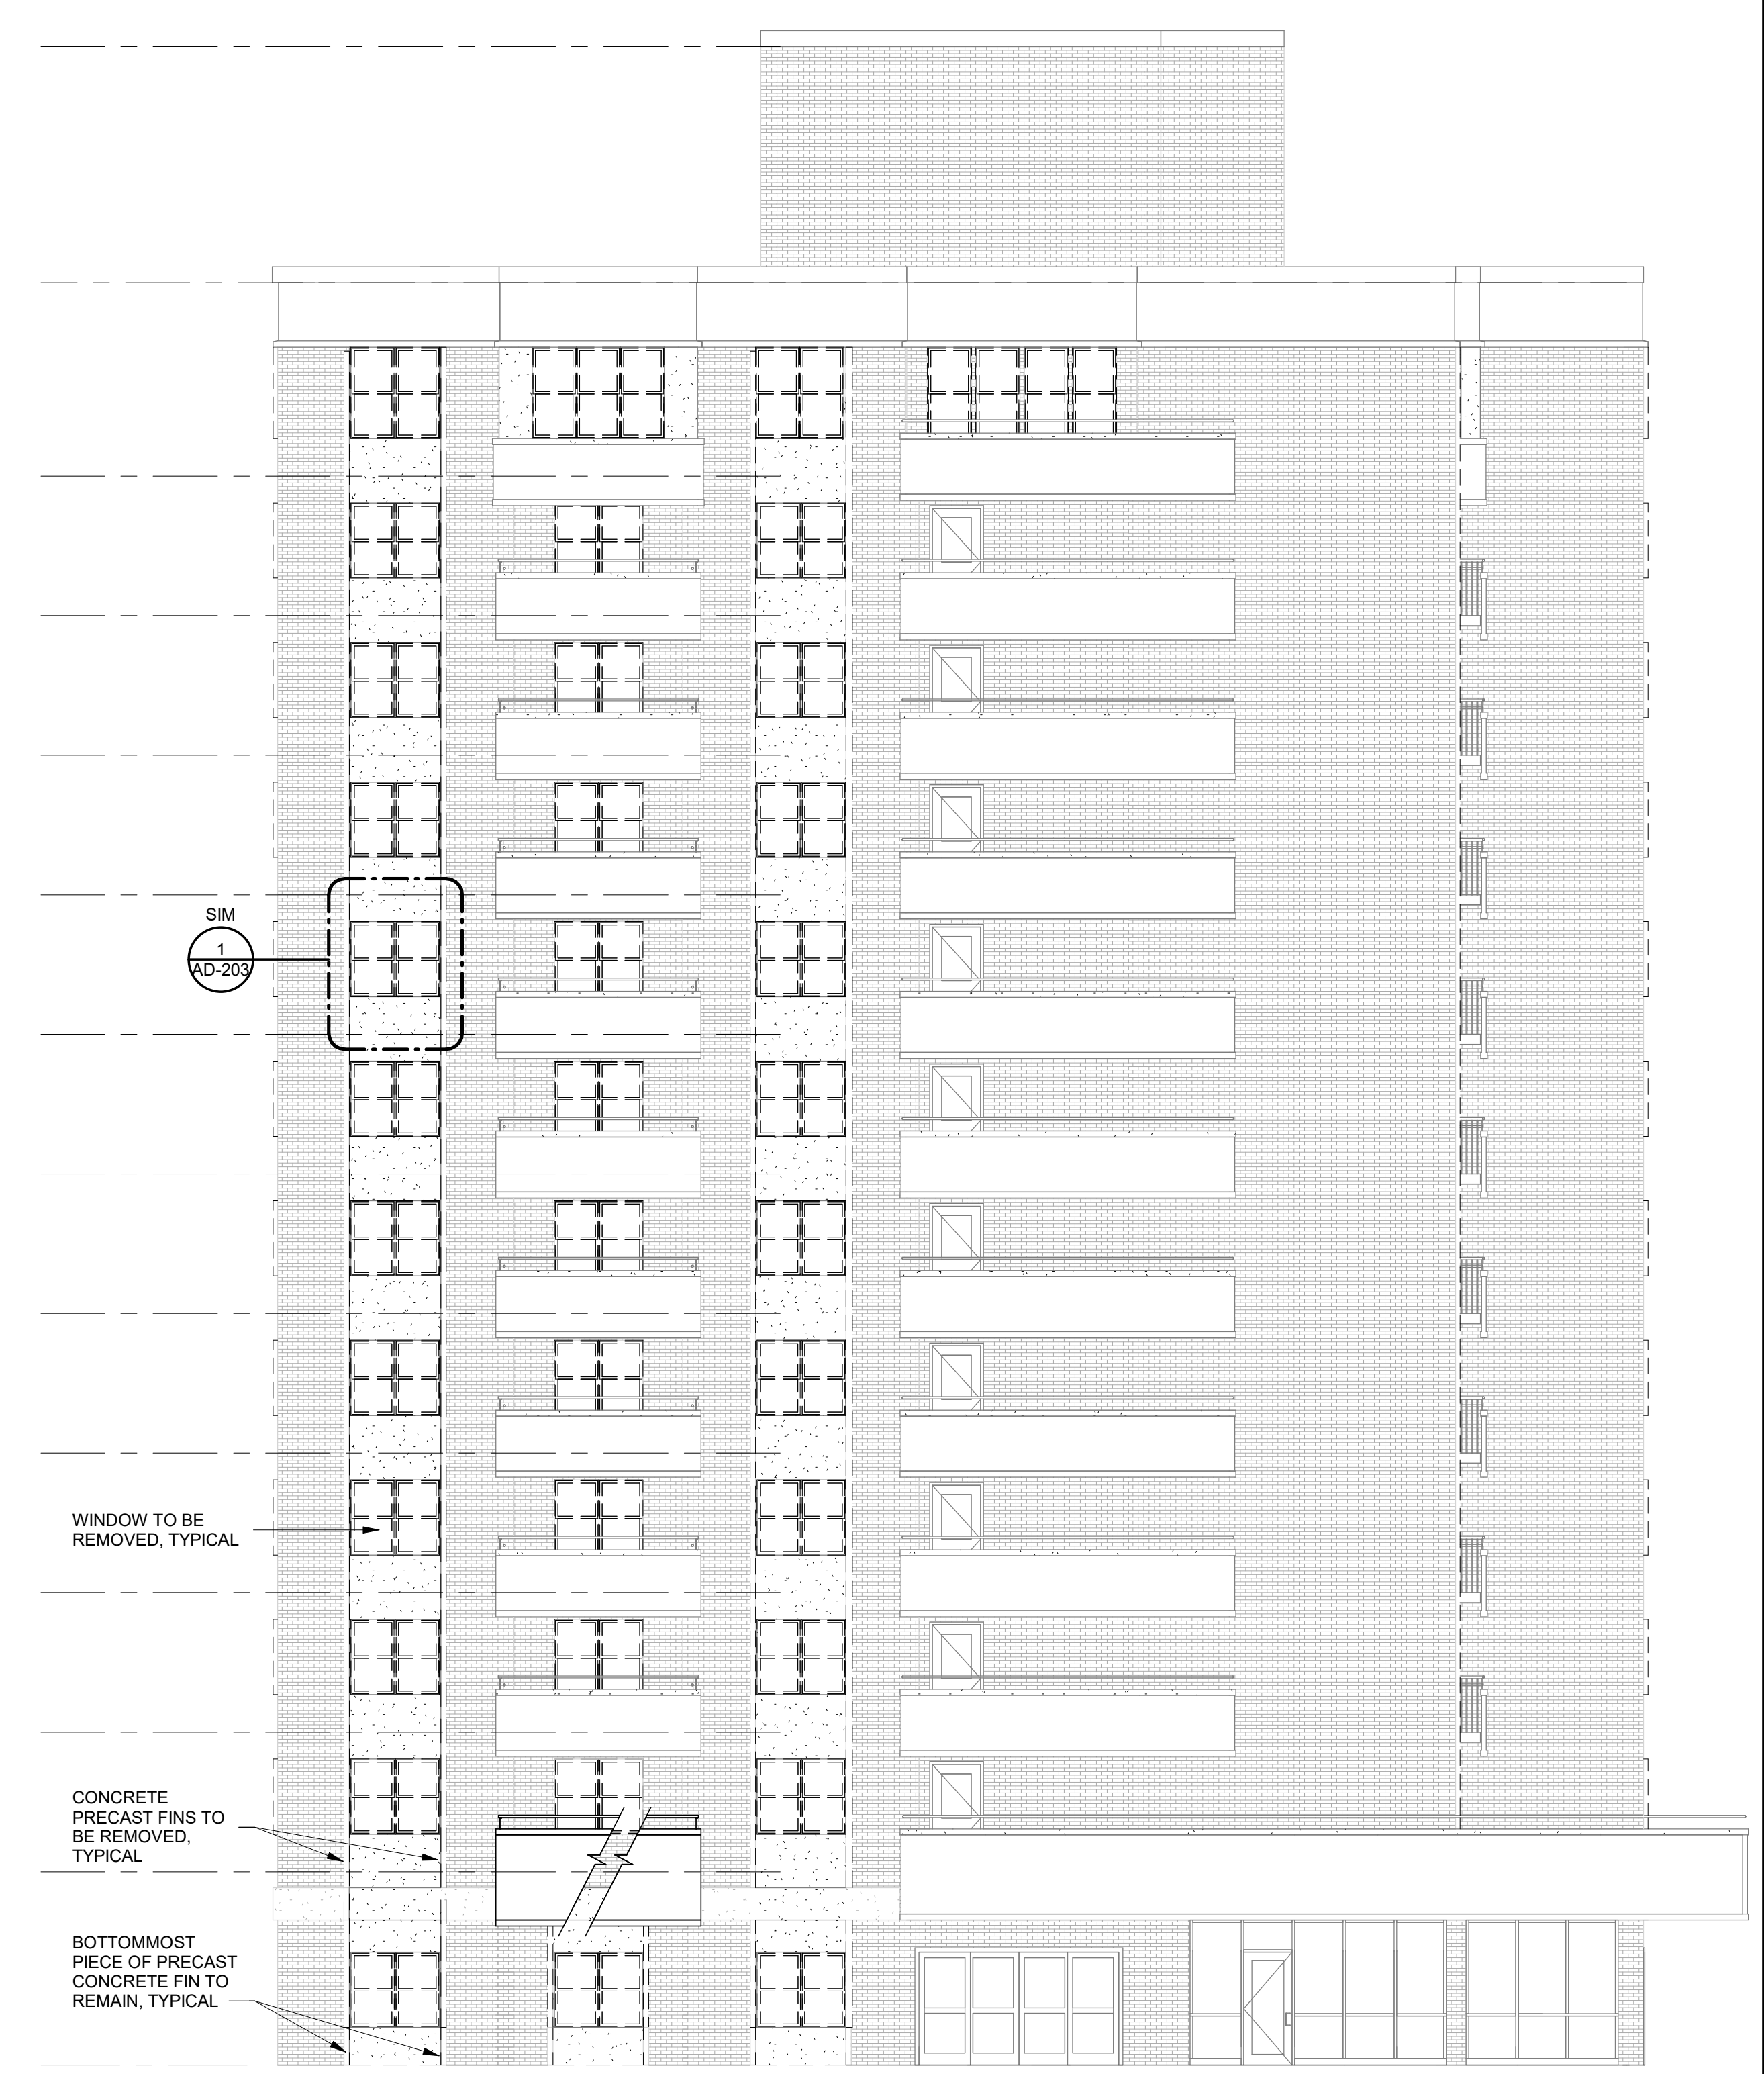 SIM
1
AD-203
WINDOW TO BE
REMOVED, TYPICAL
CONCRETE
PRECAST FINS TO
BE REMOVED,
TYPICAL
BOTTOMMOST
PIECE OF PRECAST
CONCRETE FIN TO
REMAIN, TYPICAL